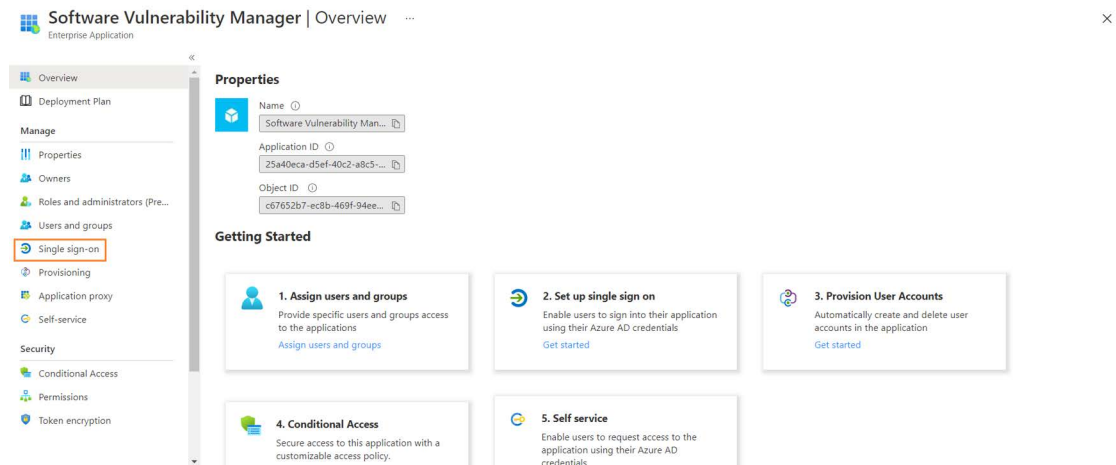 Software Vulnerability Manager | Overview ...
Enterprise Application
Overview
Deployment Plan
Manage
Properties
Owners
Roles and administrators (Pre...
Users and groups
Single sign-on
Provisioning
Application proxy
Self-service
Security
Conditional Access
Permissions
Token encryption
Properties
Name
Software Vulnerability Man...
Application ID
25a40eca-d5ef-40c2-a8c5-...
Object ID
c67652b7-ec8b-469f-94ee...
Getting Started
1. Assign users and groups
Provide specific users and groups access
to the applications
Assign users and groups
2. Set up single sign on
Enable users to sign into their application
using their Azure AD credentials
Get started
3. Provision User Accounts
Automatically create and delete user
accounts in the application
Get started
4. Conditional Access
Secure access to this application with a
customizable access policy.
5. Self service
Enable users to request access to the
application using their Azure AD
credentials